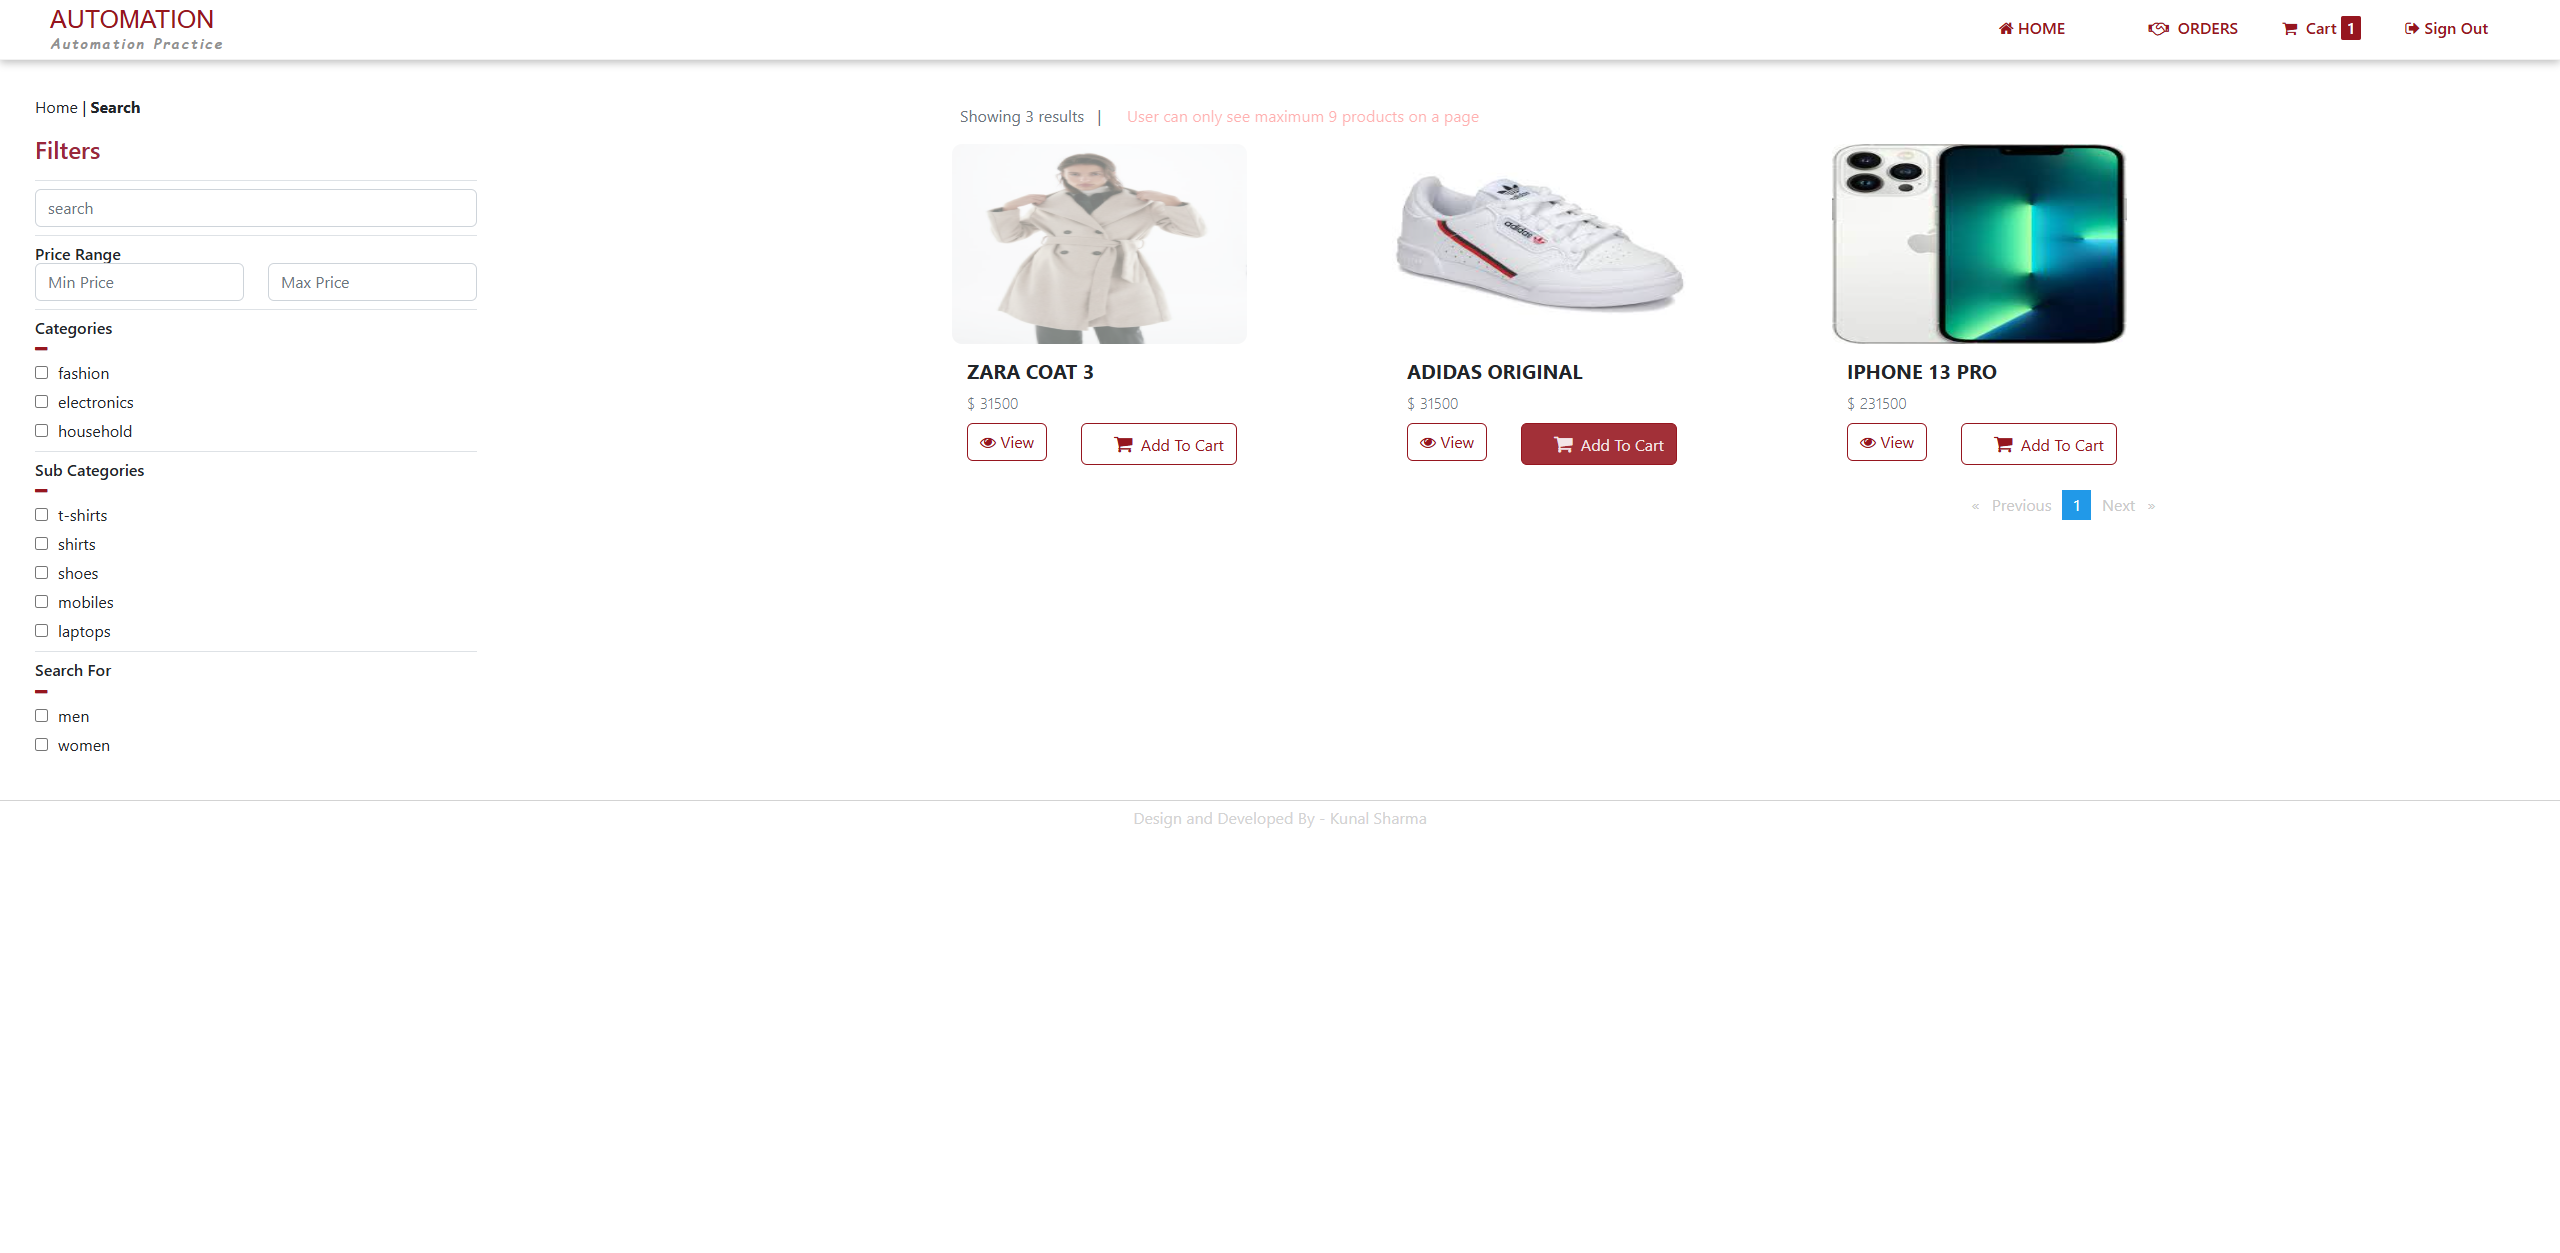 AUTOMATION
Automation Practice
HOME
ORDERS
Cart 1
Sign Out
Home | Search
Filters
search
Price Range
Min Price
Max Price
Categories
fashion
electronics
household
Sub Categories
t-shirts
shirts
shoes
mobiles
laptops
Search For
men
women
Showing 3 results |
User can only see maximum 9 products on a page
adidas
ZARA COAT 3
$ 31500
View
Add To Cart
ADIDAS ORIGINAL
$ 31500
View
Add To Cart
IPHONE 13 PRO
$ 231500
View
Add To Cart
« Previous 1 Next »
Design and Developed By - Kunal Sharma